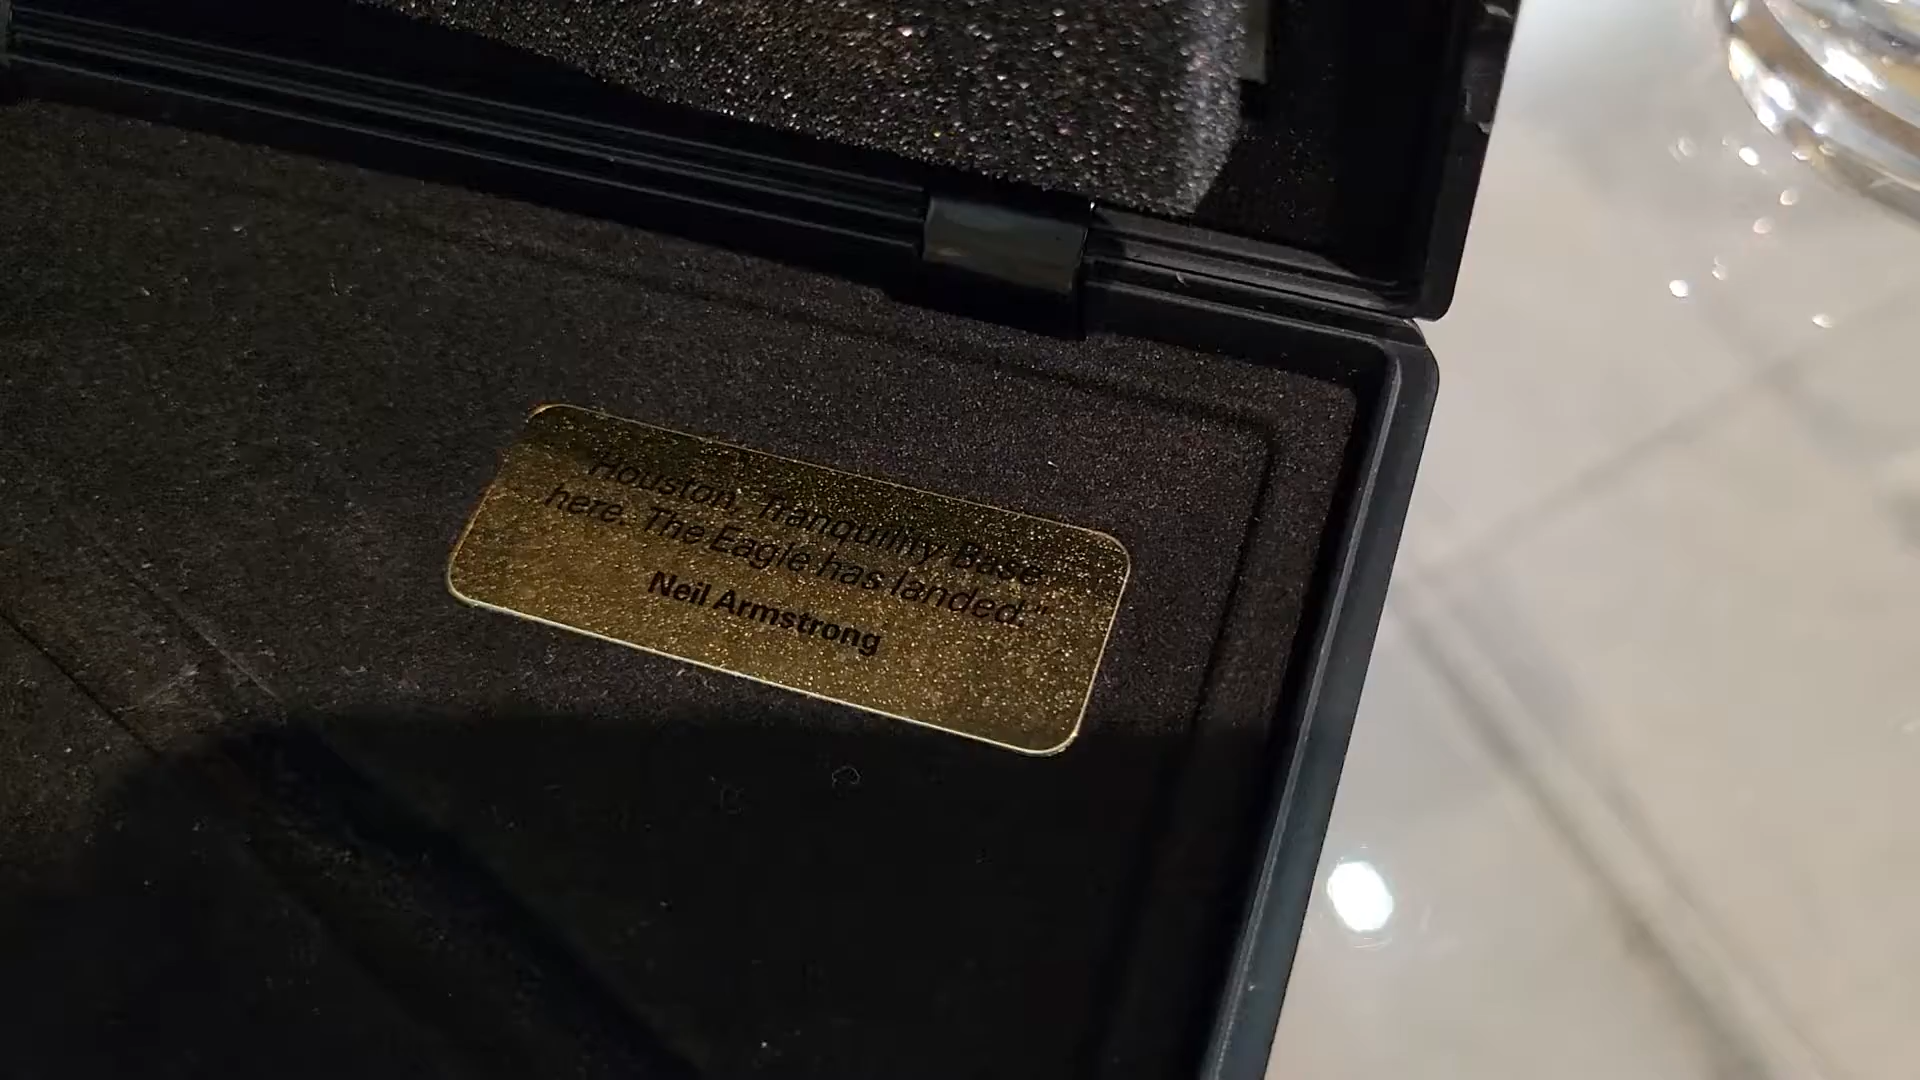 "Houston, Tranquility Base
here. The Eagle has landed."
Neil Armstrong